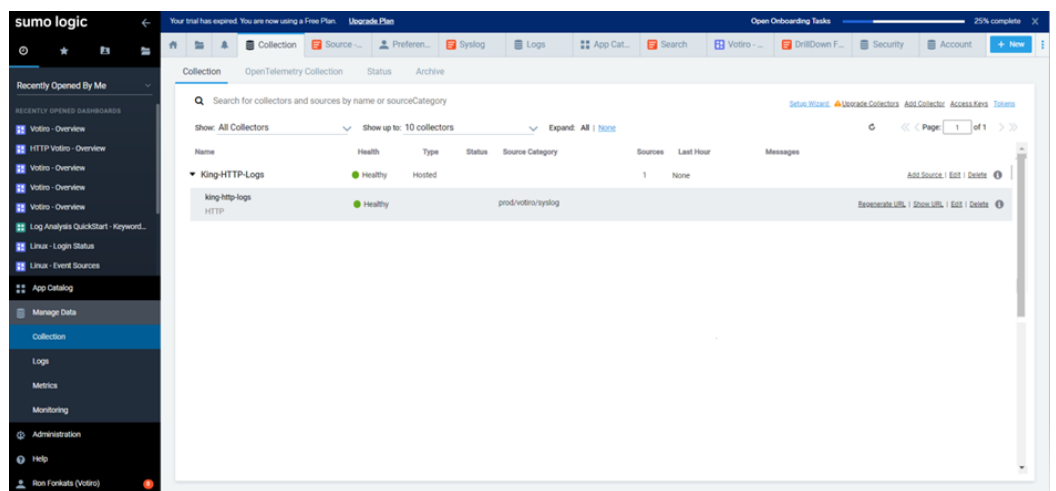 sumo logic
Your trial has expired. You are now using a Free Plan. Upgrade Plan
Open Onboarding Tasks
25% complete X
Collection
Source -...
Preferen...
Syslog
Logs
App Cat...
Search
Votiro - ...
DrillDown F...
Security
Account
+ New
Recently Opened By Me
RECENTLY OPENED DASHBOARDS
Votiro - Overview
HTTP Votiro - Overview
Votiro - Overview
Votiro - Overview
Votiro - Overview
Log Analysis QuickStart - Keyword...
Linux - Login Status
Linux - Event Sources
App Catalog
Manage Data
Collection
Logs
Metrics
Monitoring
Administration
Help
Ron Fonkats (Votiro)
Collection OpenTelemetry Collection Status Archive
Search for collectors and sources by name or sourceCategory
Setup Wizard Upgrade Collectors Add Collector Access Keys Tokens
Show: All Collectors Show up to: 10 collectors Expand: All | None
Page: 1 of 1
Name Health Type Status Source Category Sources Last Hour Messages
King-HTTP-Logs Healthy Hosted 1 None Add Source | Edit | Delete
king-http-logs
HTTP
Healthy prod/votiro/syslog Regenerate URL | Show URL | Edit | Delete